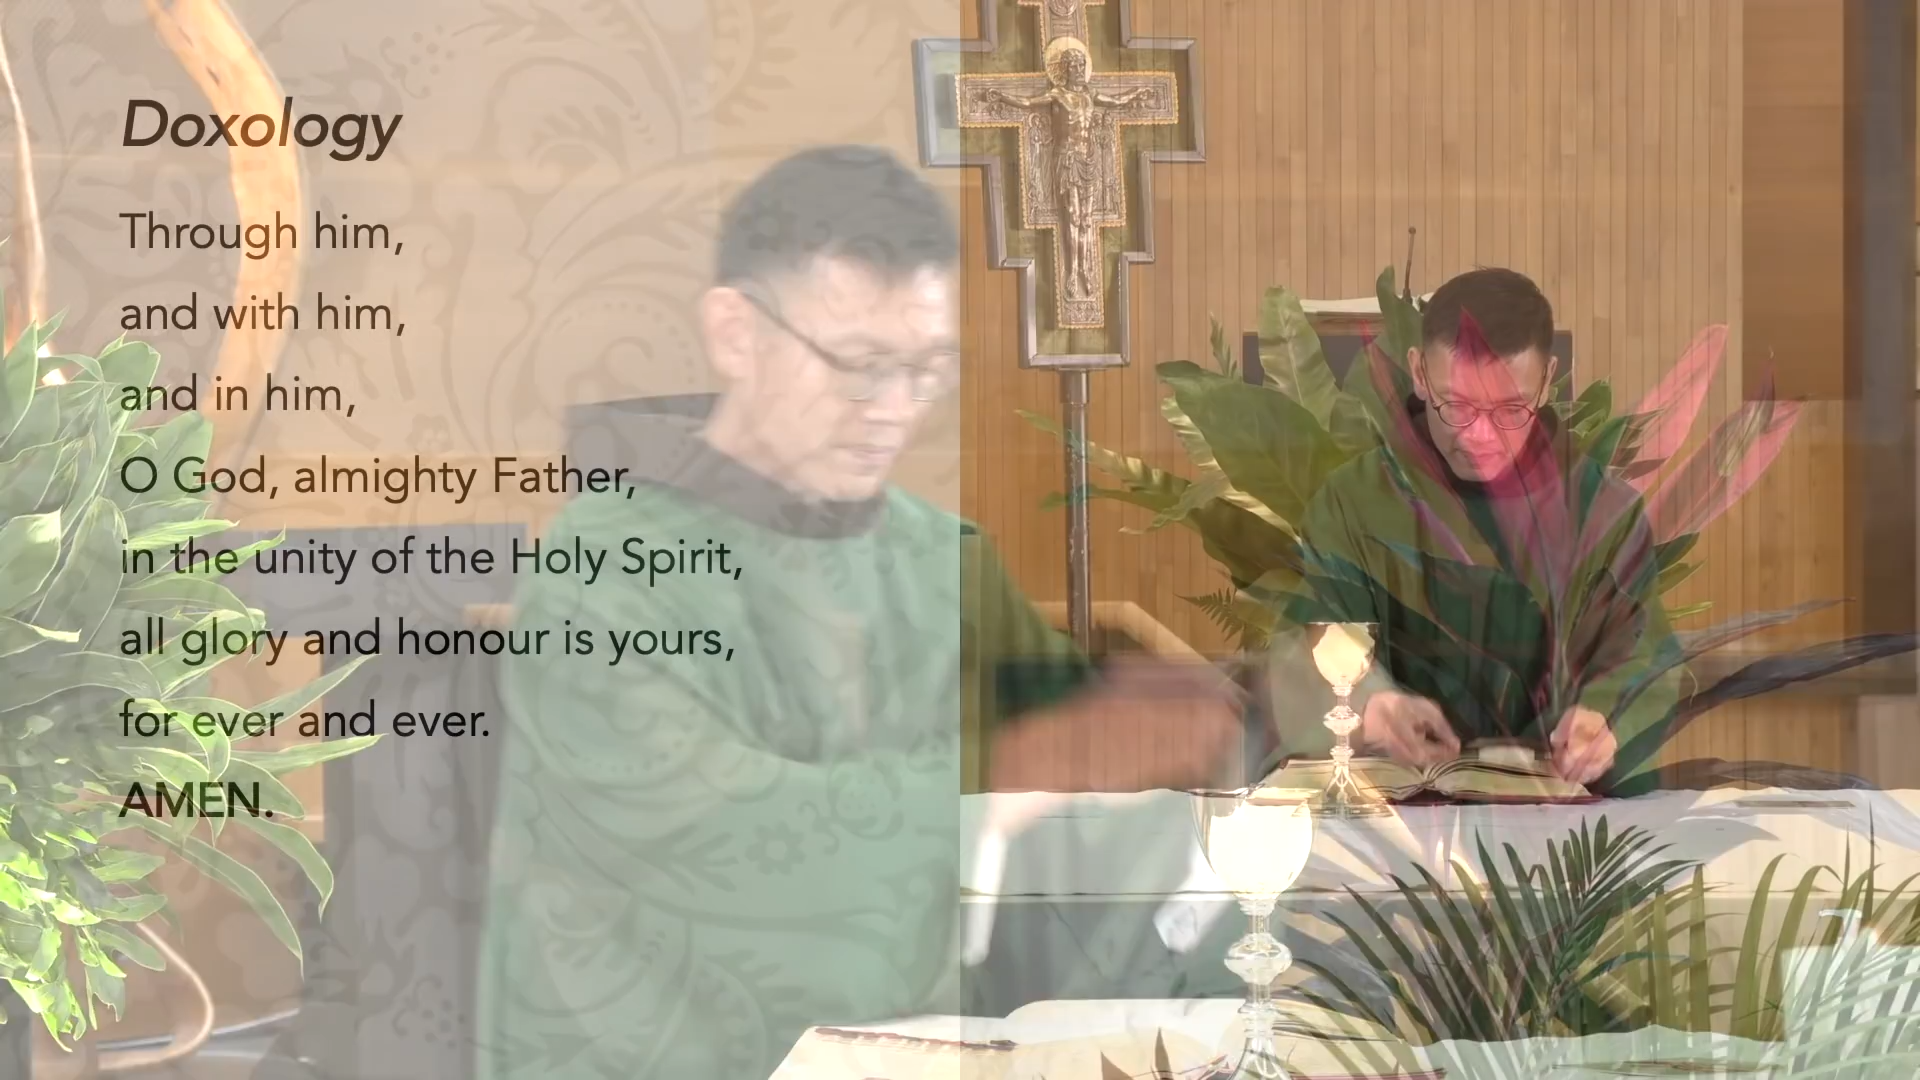 Doxology
Through him,
and with him,
and in him,
O God, almighty Father,
in the unity of the Holy Spirit,
all glory and honour is yours,
for ever and ever.
AMEN.